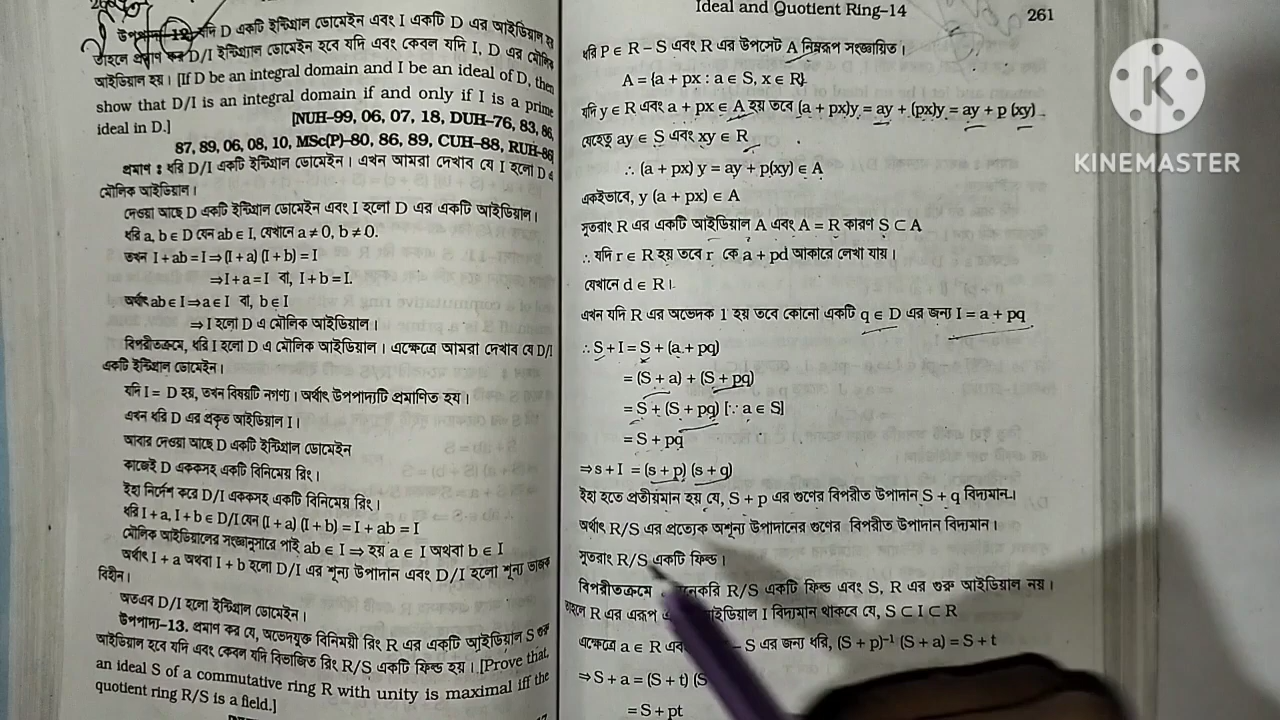 উপপাদ্য-12. যদি D একটি ইন্টিগ্রাল ডোমেইন এবং I একটি D এর আইডিয়াল হয়
তাহলে প্রমাণ কর D/I ইন্টিগ্রাল ডোমেইন হবে যদি এবং কেবল যদি I, D এর মৌলিক
আইডিয়াল হয়। [If D be an integral domain and I be an ideal of D, then
show that D/I is an integral domain if and only if I is a prime
ideal in D.]
[NUH-99, 06, 07, 18, DUH-76, 83, 86,
87, 89, 06, 08, 10, MSc(P)-80, 86, 89, CUH-88, RUH-86]
প্রমাণ : ধরি D/I একটি ইন্টিগ্রাল ডোমেইন। এখন আমরা দেখাব যে I হলো D এ
মৌলিক আইডিয়াল।
দেওয়া আছে D একটি ইন্টিগ্রাল ডোমেইন এবং I হলো D এর একটি আইডিয়াল।
ধরি a, b ∈ D যেন ab ∈ I, যেখানে a ≠ 0, b ≠ 0.
তখন I + ab = I ⇒ (I + a) (I + b) = I
⇒ I + a = I বা, I + b = I.
অর্থাৎ ab ∈ I ⇒ a ∈ I বা, b ∈ I
⇒ I হলো D এ মৌলিক আইডিয়াল।
বিপরীতক্রমে, ধরি I হলো D এ মৌলিক আইডিয়াল। এক্ষেত্রে আমরা দেখাব যে D/I
একটি ইন্টিগ্রাল ডোমেইন।
যদি I = D হয়, তখন বিষয়টি নগণ্য। অর্থাৎ উপপাদ্যটি প্রমাণিত হয়।
এখন ধরি D এর প্রকৃত আইডিয়াল I।
আবার দেওয়া আছে D একটি ইন্টিগ্রাল ডোমেইন
কাজেই D এককসহ একটি বিনিমেয় রিং।
ইহা নির্দেশ করে D/I এককসহ একটি বিনিমেয় রিং।
ধরি I + a, I + b ∈ D/I যেন (I + a) (I + b) = I + ab = I
মৌলিক আইডিয়ালের সংজ্ঞানুসারে পাই ab ∈ I ⇒ হয় a ∈ I অথবা b ∈ I
অর্থাৎ I + a অথবা I + b হলো D/I এর শূন্য উপাদান এবং D/I হলো শূন্য ভাজক
বিহীন।
অতএব D/I হলো ইন্টিগ্রাল ডোমেইন।
উপপাদ্য-13. প্রমাণ কর যে, অভেদযুক্ত বিনিময়ী রিং R এর একটি আইডিয়াল S গুরু
আইডিয়াল হবে যদি এবং কেবল যদি বিভাজিত রিং R/S একটি ফিল্ড হয়। [Prove that,
an ideal S of a commutative ring R with unity is maximal iff the
quotient ring R/S is a field.]
Ideal and Quotient Ring–14
261
ধরি P ∈ R – S এবং R এর উপসেট A নিম্নরূপ সংজ্ঞায়িত।
A = {a + px : a ∈ S, x ∈ R}
যদি y ∈ R এবং a + px ∈ A হয় তবে (a + px)y = ay + (px)y = ay + p (xy)
যেহেতু ay ∈ S এবং xy ∈ R
∴ (a + px) y = ay + p(xy) ∈ A
একইভাবে, y (a + px) ∈ A
সুতরাং R এর একটি আইডিয়াল A এবং A = R কারণ S ⊂ A
∴ যদি r ∈ R হয় তবে r কে a + pd আকারে লেখা যায়।
যেখানে d ∈ R।
এখন যদি R এর অভেদক 1 হয় তবে কোনো একটি q ∈ D এর জন্য I = a + pq
∴ S + I = S + (a + pq)
= (S + a) + (S + pq)
= S + (S + pq) [∵ a ∈ S]
= S + pq
⇒ s + I = (s + p) (s + q)
ইহা হতে প্রতীয়মান হয় যে, S + p এর গুণের বিপরীত উপাদান S + q বিদ্যমান।
অর্থাৎ R/S এর প্রত্যেক অশূন্য উপাদানের গুণের বিপরীত উপাদান বিদ্যমান।
সুতরাং R/S একটি ফিল্ড।
বিপরীতক্রমে R/S একটি ফিল্ড এবং S, R এর গুরু আইডিয়াল নয়।
তাহলে R এর এরূপ আইডিয়াল I বিদ্যমান থাকবে যে, S ⊂ I ⊂ R
এক্ষেত্রে a ∈ R – S এর জন্য ধরি, (S + p)⁻¹ (S + a) = S + t
⇒ S + a = (S + t) (S
= S + pt
KINEMASTER